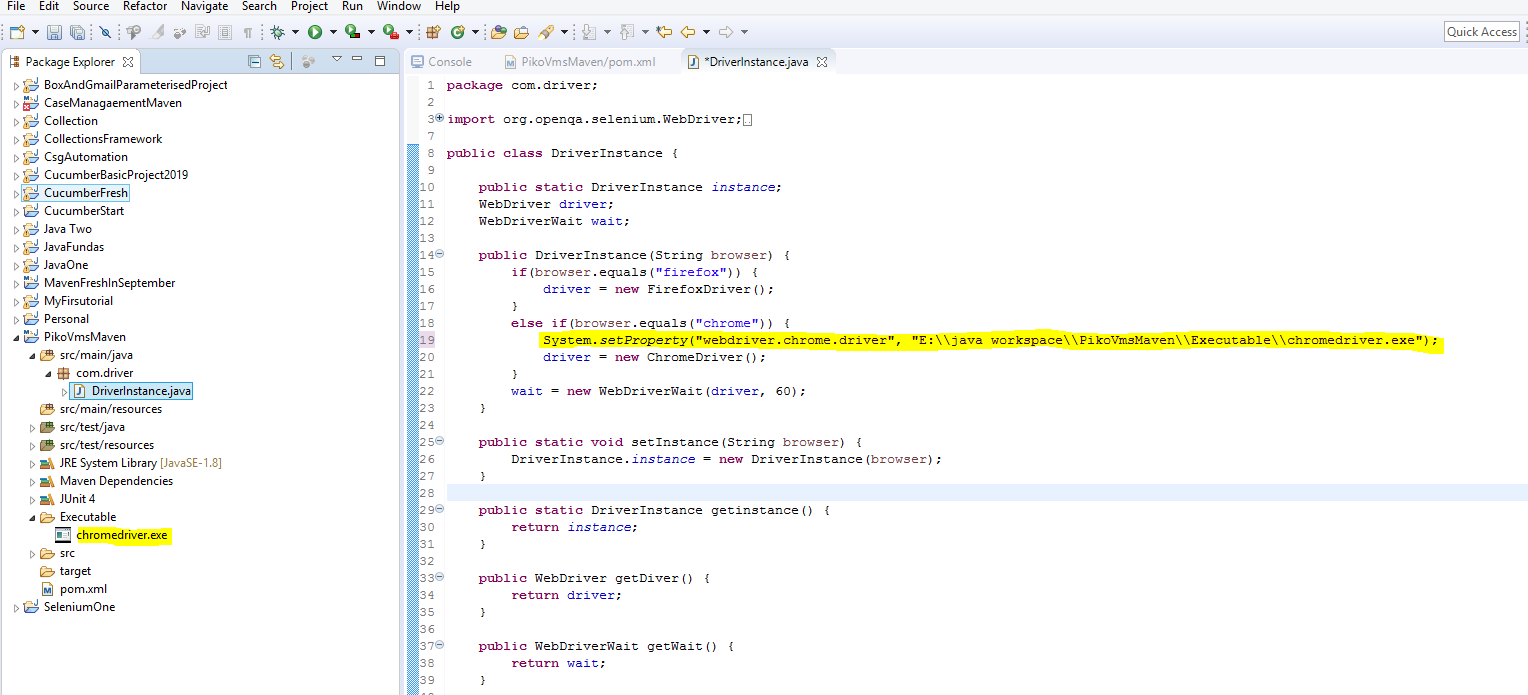 File Edit Source Refactor Navigate Search Project Run Window Help
Quick Access
Package Explorer
BoxAndGmailParameterisedProject
CaseManagaementMaven
Collection
CollectionsFramework
CsgAutomation
CucumberBasicProject2019
CucumberFresh
CucumberStart
Java Two
JavaFundas
JavaOne
MavenFreshInSeptember
MyFirsutorial
Personal
PikoVmsMaven
src/main/java
com.driver
DriverInstance.java
src/main/resources
src/test/java
src/test/resources
JRE System Library [JavaSE-1.8]
Maven Dependencies
JUnit 4
Executable
chromedriver.exe
src
target
pom.xml
SeleniumOne
Console PikoVmsMaven/pom.xml *DriverInstance.java
1 package com.driver;
2
3 import org.openqa.selenium.WebDriver;
7
8 public class DriverInstance {
9
10 public static DriverInstance instance;
11 WebDriver driver;
12 WebDriverWait wait;
13
14 public DriverInstance(String browser) {
15 if(browser.equals("firefox")) {
16 driver = new FirefoxDriver();
17 }
18 else if(browser.equals("chrome")) {
19 System.setProperty("webdriver.chrome.driver", "E:\\java workspace\\PikoVmsMaven\\Executable\\chromedriver.exe");
20 driver = new ChromeDriver();
21 }
22 wait = new WebDriverWait(driver, 60);
23 }
24
25 public static void setInstance(String browser) {
26 DriverInstance.instance = new DriverInstance(browser);
27 }
28
29 public static DriverInstance getinstance() {
30 return instance;
31 }
32
33 public WebDriver getDiver() {
34 return driver;
35 }
36
37 public WebDriverWait getWait() {
38 return wait;
39 }